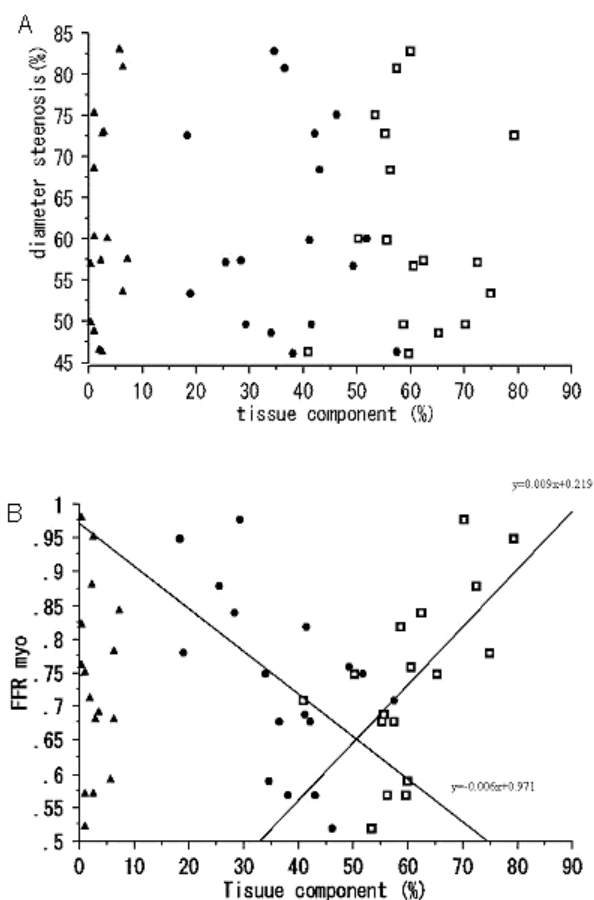 A
diameter steenosis(%)
85
80
75
70
65
60
55
50
45
0 10 20 30 40 50 60 70 80 90
tissue component (%)
y=0.009x+0.219
B
FFR myo
1
.95
.9
.85
.8
.75
.7
.65
.6
.55
.5
y=-0.006x+0.971
0 10 20 30 40 50 60 70 80 90
Tisuue component (%)